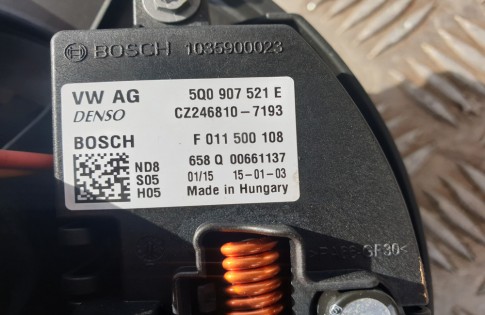 BOSCH 1035900023
VW AG 5Q0 907 521 E
DENSO CZ246810-7193
BOSCH F 011 500 108
ND8 658 Q 00661137
S05 01/15 15-01-03
H05 Made in Hungary
GF30<